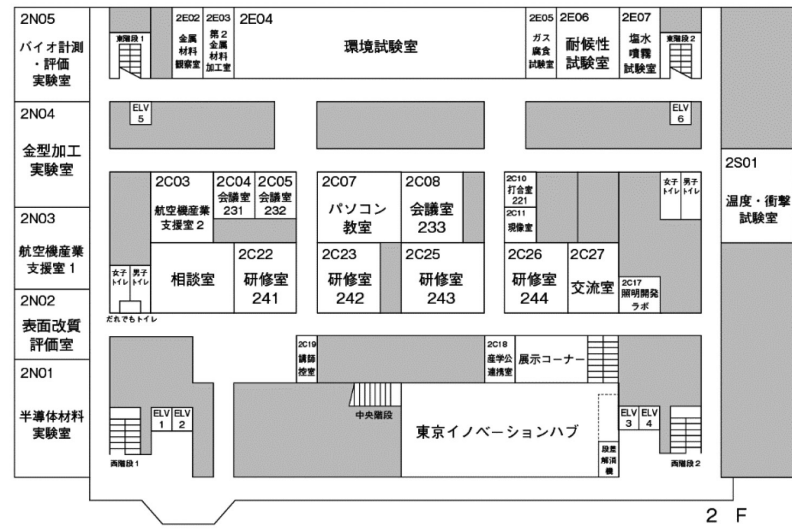 2N05
バイオ計測
・評価
実験室
東階段 1
2E02
金属
材料
観察室
2E03
第2
金属
材料
加工室
2E04
環境試験室
2E05
ガス
腐食
試験室
2E06
耐候性
試験室
2E07
塩水
噴霧
試験室
東階段 2
2N04
金型加工
実験室
ELV
5
ELV
6
2S01
温度・衝撃
試験室
2N03
航空機産業
支援室 1
2C03
航空機産業
支援室 2
2C04
会議室
231
2C05
会議室
232
2C07
パソコン
教室
2C08
会議室
233
2C10
打合室
221
2C11
現像室
女子
トイレ
男子
トイレ
女子
トイレ
男子
トイレ
だれでもトイレ
相談室
2C22
研修室
241
2C23
研修室
242
2C25
研修室
243
2C26
研修室
244
2C27
交流室
2C17
照明開発
ラボ
2N02
表面改質
評価室
2N01
半導体材料
実験室
2C19
講師
控室
2C18
産学公
連携室
展示コーナー
西階段 1
ELV
1
ELV
2
中央階段
東京イノベーションハブ
段差
解消
機
ELV
3
ELV
4
西階段 2
2 F